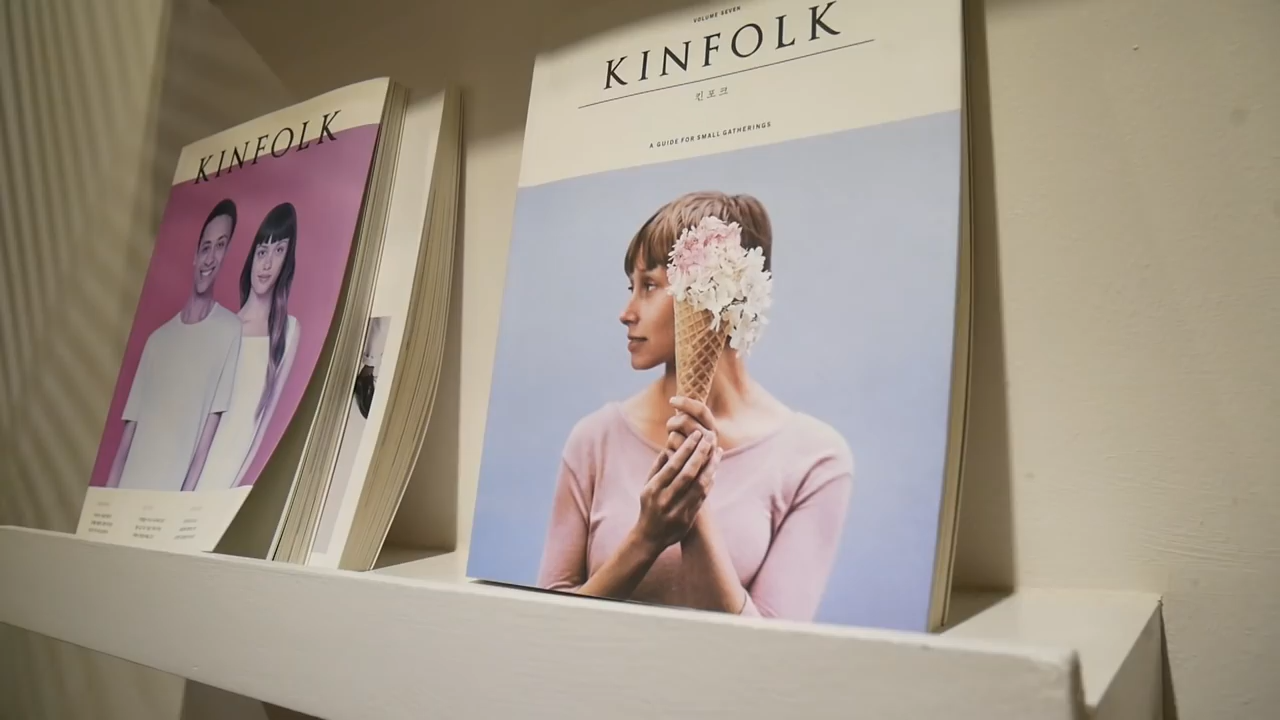 KINFOLK
VOLUME SEVEN
KINFOLK
킨포크
A GUIDE FOR SMALL GATHERINGS